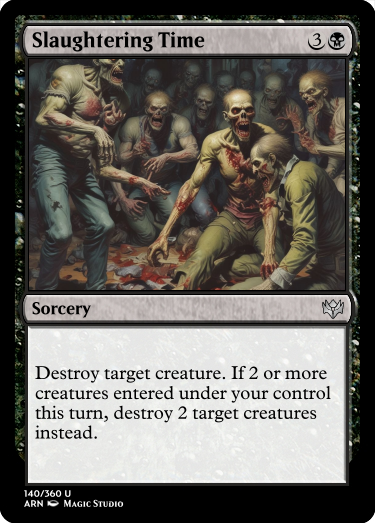 Slaughtering Time 3
Sorcery
Destroy target creature. If 2 or more
creatures entered under your control
this turn, destroy 2 target creatures
instead.
140/360 U
ARN Magic Studio